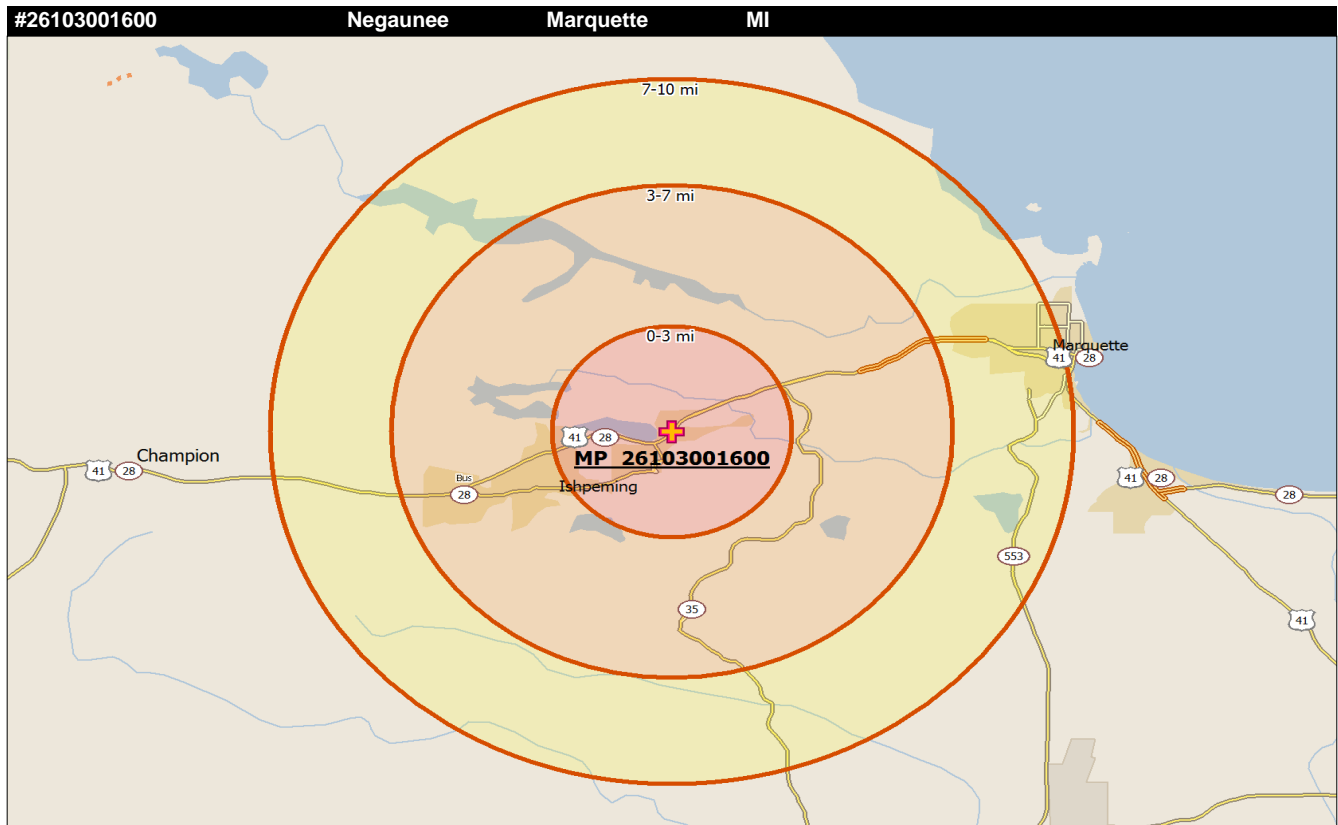 #26103001600 Negaunee Marquette MI
7-10 mi
3-7 mi
0-3 mi
Marquette
41 28
41 28
MP 26103001600
Champion
41 28
Bus
28
Ishpeming
41 28
28
553
35
41